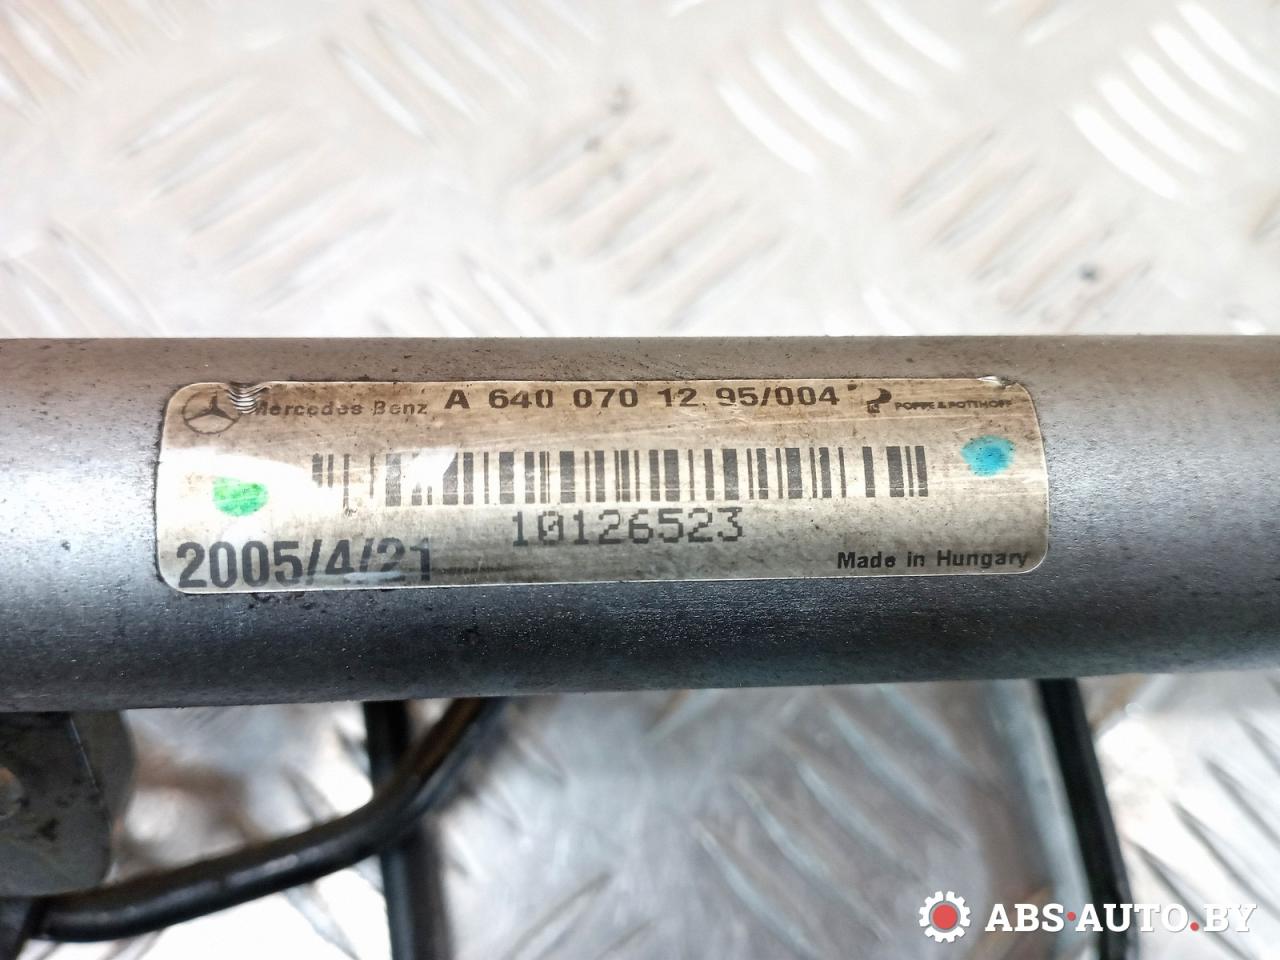 Mercedes Benz A 640 070 12 95/004 POPPE & POTTHOFF
10126523
2005/4/21
Made in Hungary
ABS-AUTO.BY